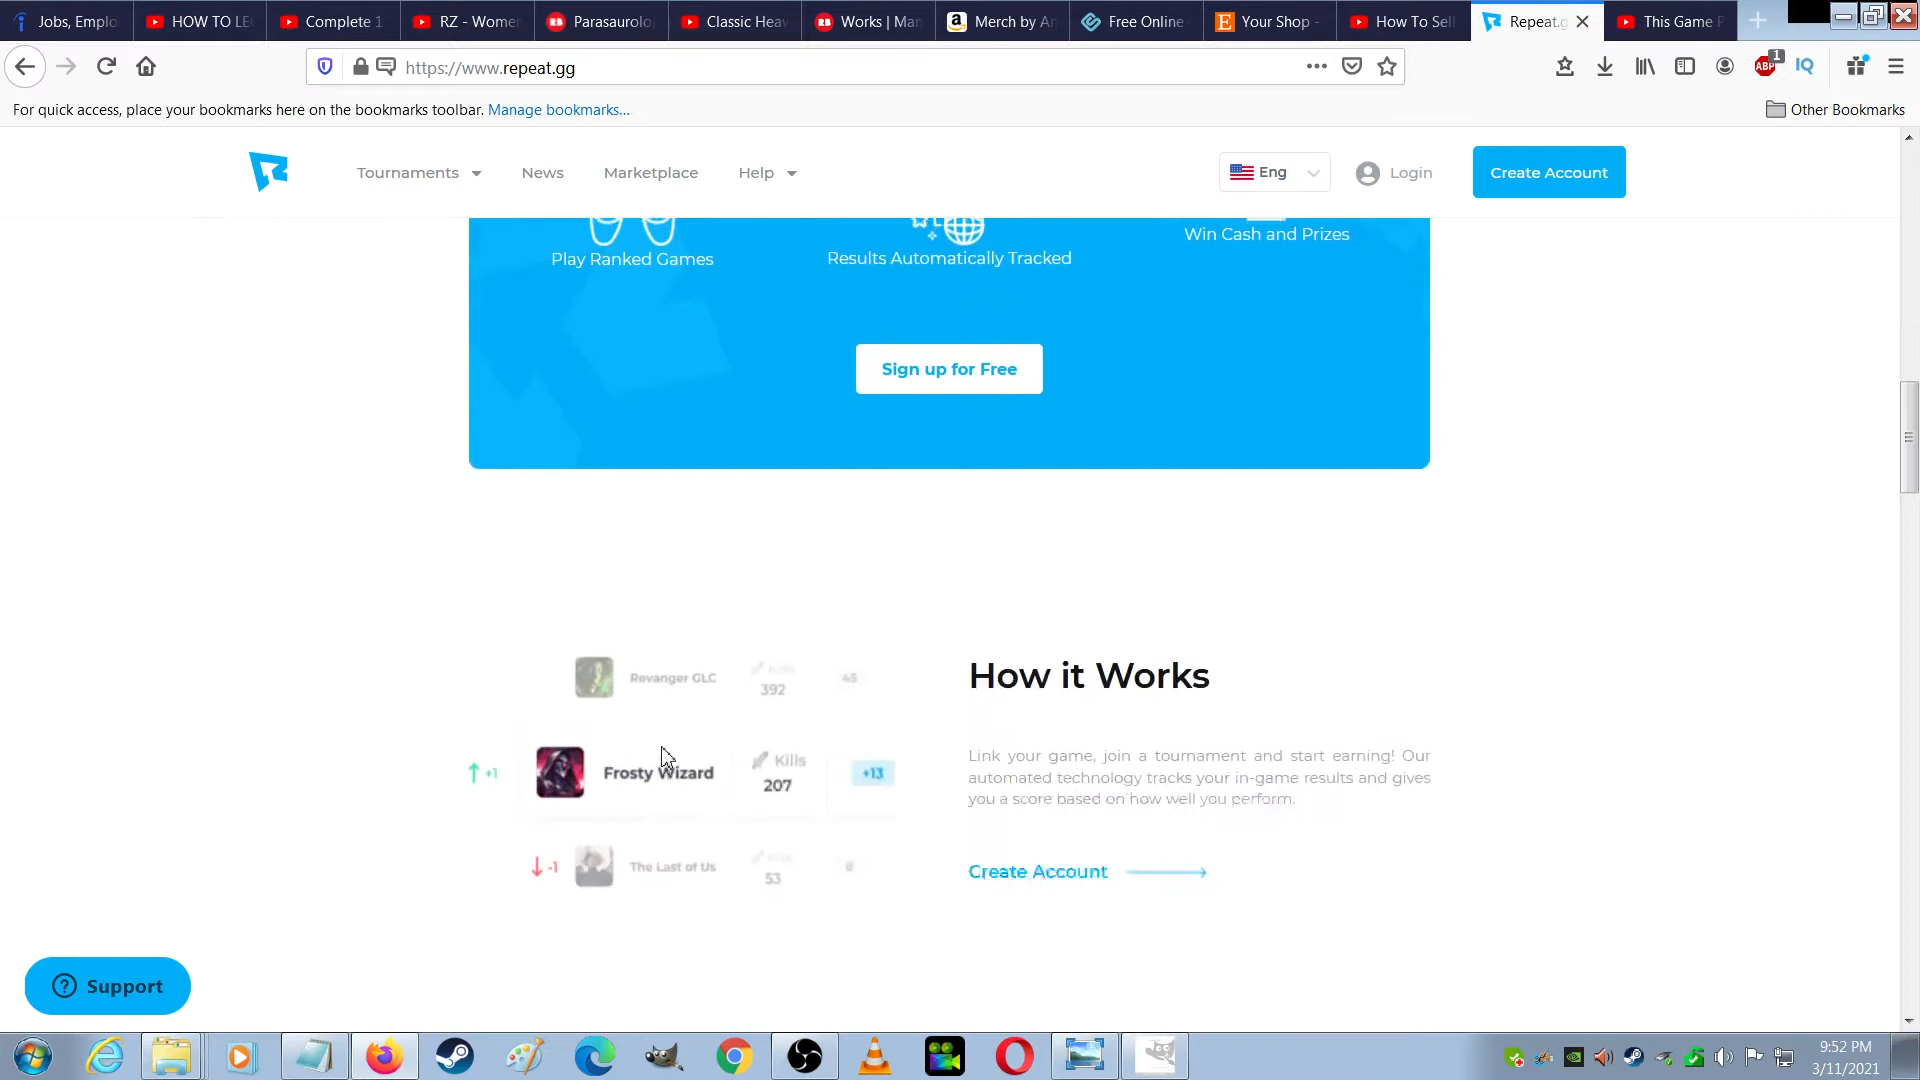 Jobs, Emplo
HOW TO LE
Complete 1
RZ - Wome
Parasaurolo
Classic Hea
Works | Ma
Merch by A
Free Online
Your Shop -
How To Sell
Repeat.g
This Game P
https://www.repeat.gg
ABP
1
IQ
For quick access, place your bookmarks here on the bookmarks toolbar. Manage bookmarks...
Other Bookmarks
Tournaments
News
Marketplace
Help
Eng
Login
Create Account
Play Ranked Games
Results Automatically Tracked
Win Cash and Prizes
Sign up for Free
Revanger GLC
Kills
392
45
+1
Frosty Wizard
Kills
207
+13
-1
The Last of Us
53
8
How it Works
Link your game, join a tournament and start earning! Our
automated technology tracks your in-game results and gives
you a score based on how well you perform.
Create Account
Support
9:52 PM
3/11/2021